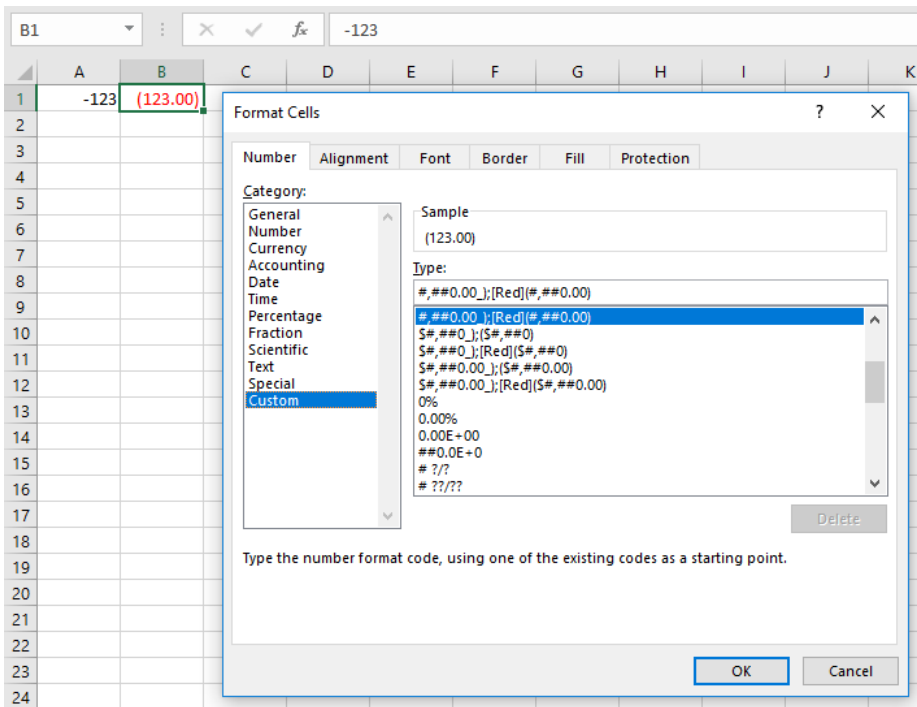 B1 fx -123
A B C D E F G H I J K
1 -123 (123.00)
2
3
4
5
6
7
8
9
10
11
12
13
14
15
16
17
18
19
20
21
22
23
24
Format Cells ?
Number Alignment Font Border Fill Protection
Category:
General
Number
Currency
Accounting
Date
Time
Percentage
Fraction
Scientific
Text
Special
Custom
Sample
(123.00)
Type:
#,##0.00_);[Red](#,##0.00)
#,##0.00_);[Red](#,##0.00)
$#,##0_);($#,##0)
$#,##0_);[Red]($#,##0)
$#,##0.00_);($#,##0.00)
$#,##0.00_);[Red]($#,##0.00)
0%
0.00%
0.00E+00
##0.0E+0
# ?/?
# ??/??
Delete
Type the number format code, using one of the existing codes as a starting point.
OK Cancel